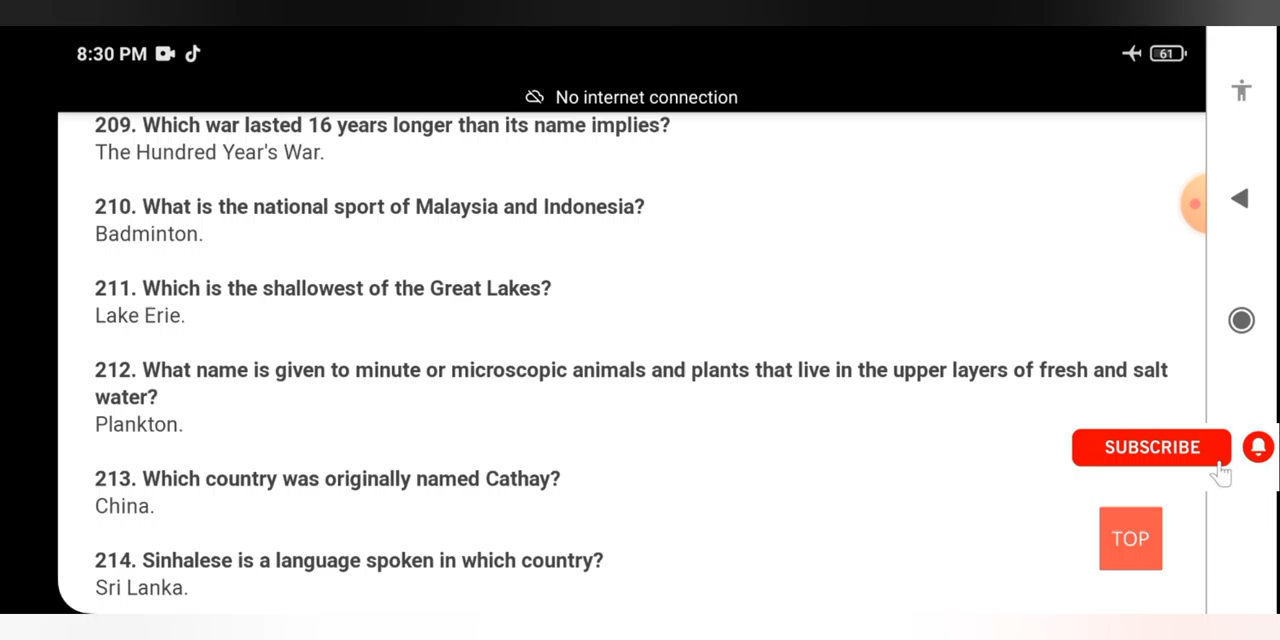 8:30 PM
61
No internet connection
209. Which war lasted 16 years longer than its name implies?
The Hundred Year's War.
210. What is the national sport of Malaysia and Indonesia?
Badminton.
211. Which is the shallowest of the Great Lakes?
Lake Erie.
212. What name is given to minute or microscopic animals and plants that live in the upper layers of fresh and salt
water?
Plankton.
SUBSCRIBE
213. Which country was originally named Cathay?
China.
TOP
214. Sinhalese is a language spoken in which country?
Sri Lanka.